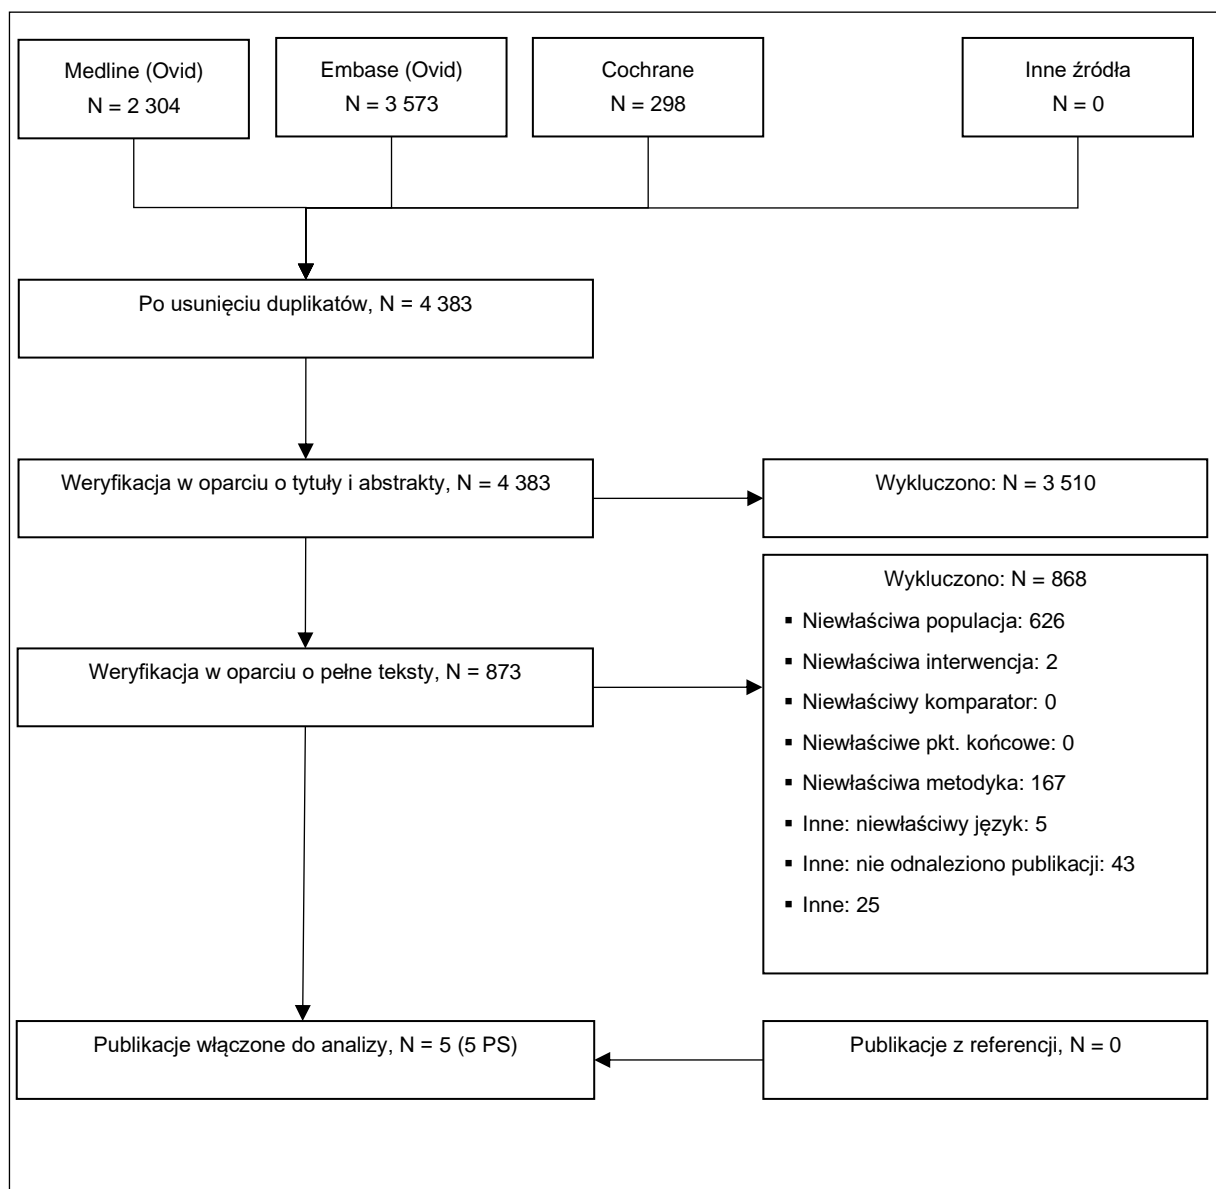 Medline (Ovid)
N = 2 304
Embase (Ovid)
N = 3 573
Cochrane
N = 298
Inne źródła
N = 0
Po usunięciu duplikatów, N = 4 383
Weryfikacja w oparciu o tytuły i abstrakty, N = 4 383
Wykluczono: N = 3 510
Weryfikacja w oparciu o pełne teksty, N = 873
Wykluczono: N = 868
▪ Niewłaściwa populacja: 626
▪ Niewłaściwa interwencja: 2
▪ Niewłaściwy komparator: 0
▪ Niewłaściwe pkt. końcowe: 0
▪ Niewłaściwa metodyka: 167
▪ Inne: niewłaściwy język: 5
▪ Inne: nie odnaleziono publikacji: 43
▪ Inne: 25
Publikacje włączone do analizy, N = 5 (5 PS)
Publikacje z referencji, N = 0